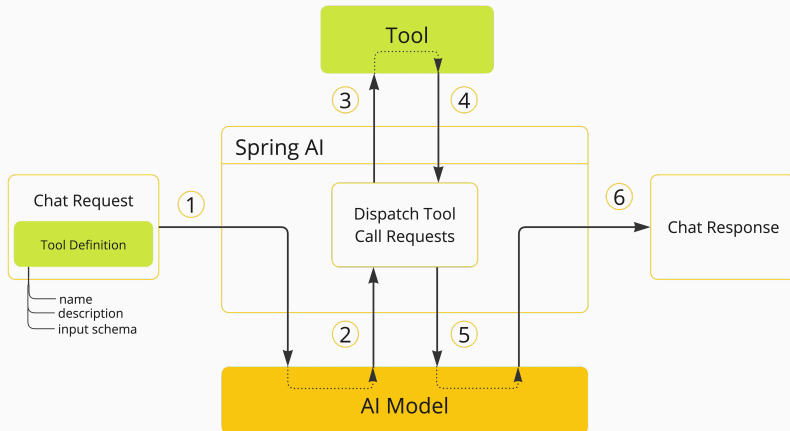 Tool
3
4
Spring AI
Chat Request
1
Tool Definition
name
description
input schema
Dispatch Tool
Call Requests
6
Chat Response
2
5
AI Model